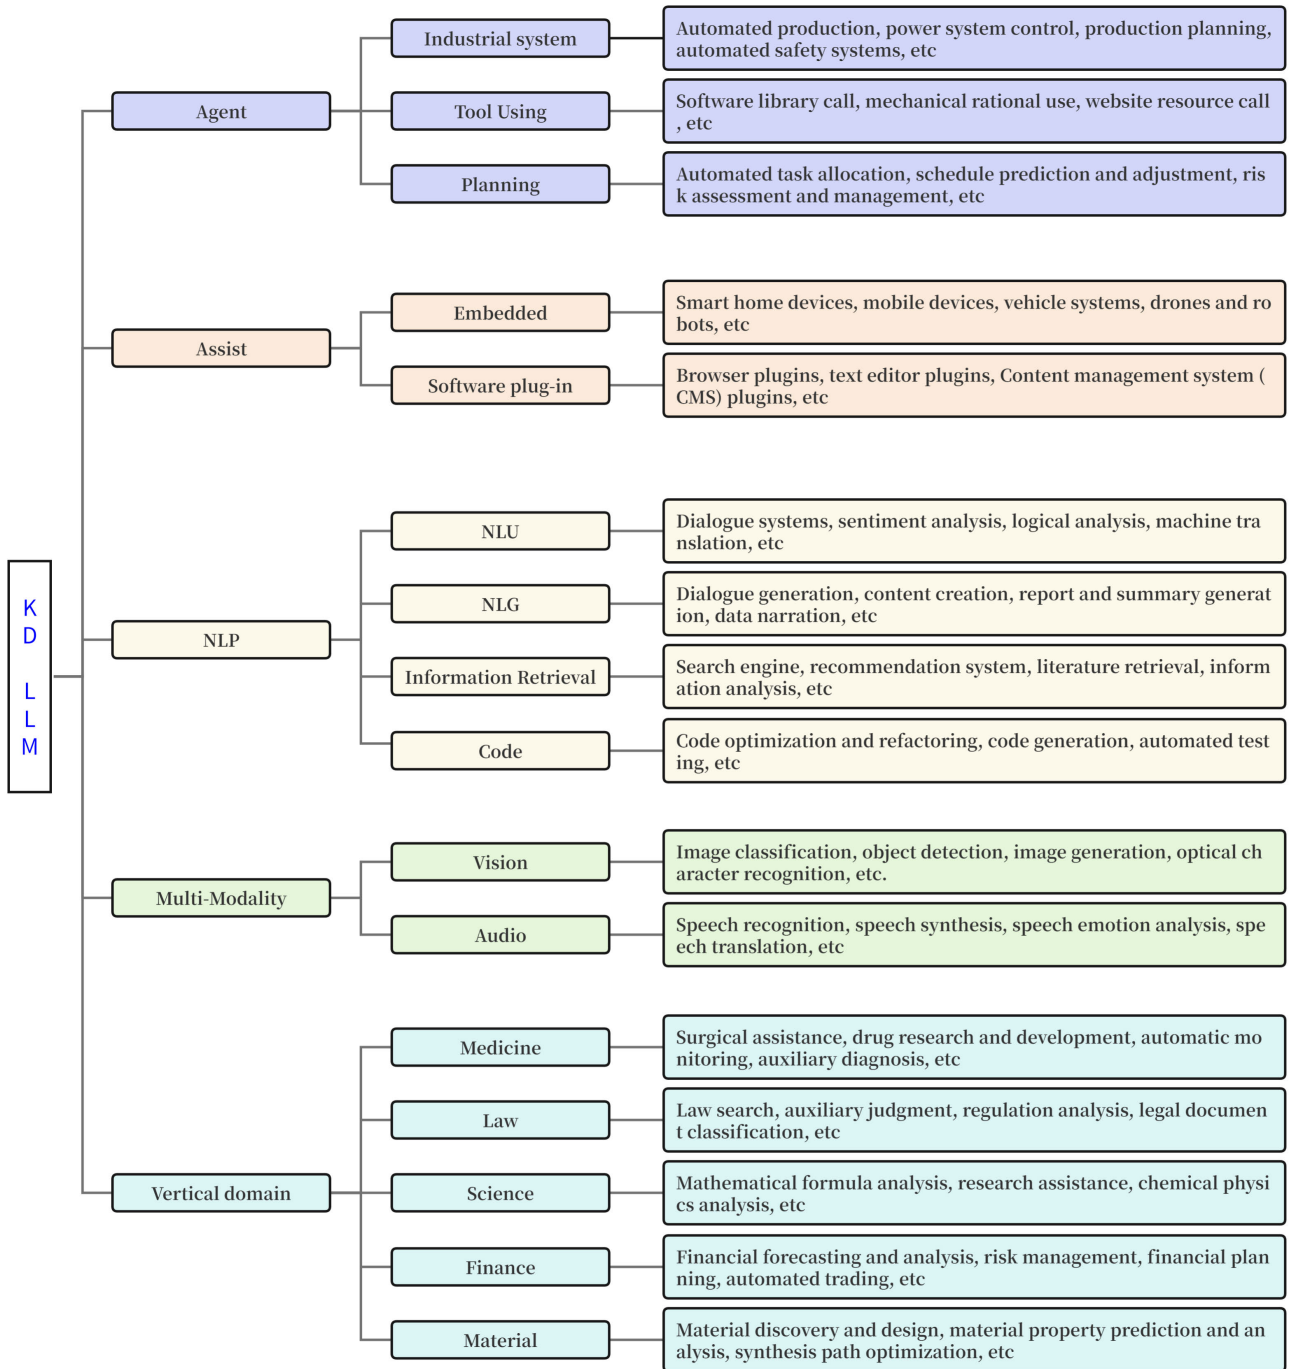 Industrial system
Automated production, power system control, production planning,
automated safety systems, etc
Agent
Tool Using
Software library call, mechanical rational use, website resource call
, etc
Planning
Automated task allocation, schedule prediction and adjustment, ris
k assessment and management, etc
Embedded
Smart home devices, mobile devices, vehicle systems, drones and ro
bots, etc
Assist
Software plug-in
Browser plugins, text editor plugins, Content management system (
CMS) plugins, etc
NLU
Dialogue systems, sentiment analysis, logical analysis, machine tra
nslation, etc
K
D
L
L
M
NLG
Dialogue generation, content creation, report and summary generat
ion, data narration, etc
NLP
Information Retrieval
Search engine, recommendation system, literature retrieval, inform
ation analysis, etc
Code
Code optimization and refactoring, code generation, automated test
ing, etc
Vision
Image classification, object detection, image generation, optical ch
aracter recognition, etc.
Multi-Modality
Audio
Speech recognition, speech synthesis, speech emotion analysis, spe
ech translation, etc
Medicine
Surgical assistance, drug research and development, automatic mo
nitoring, auxiliary diagnosis, etc
Law
Law search, auxiliary judgment, regulation analysis, legal documen
t classification, etc
Vertical domain
Science
Mathematical formula analysis, research assistance, chemical physi
cs analysis, etc
Finance
Financial forecasting and analysis, risk management, financial plan
ning, automated trading, etc
Material
Material discovery and design, material property prediction and an
alysis, synthesis path optimization, etc